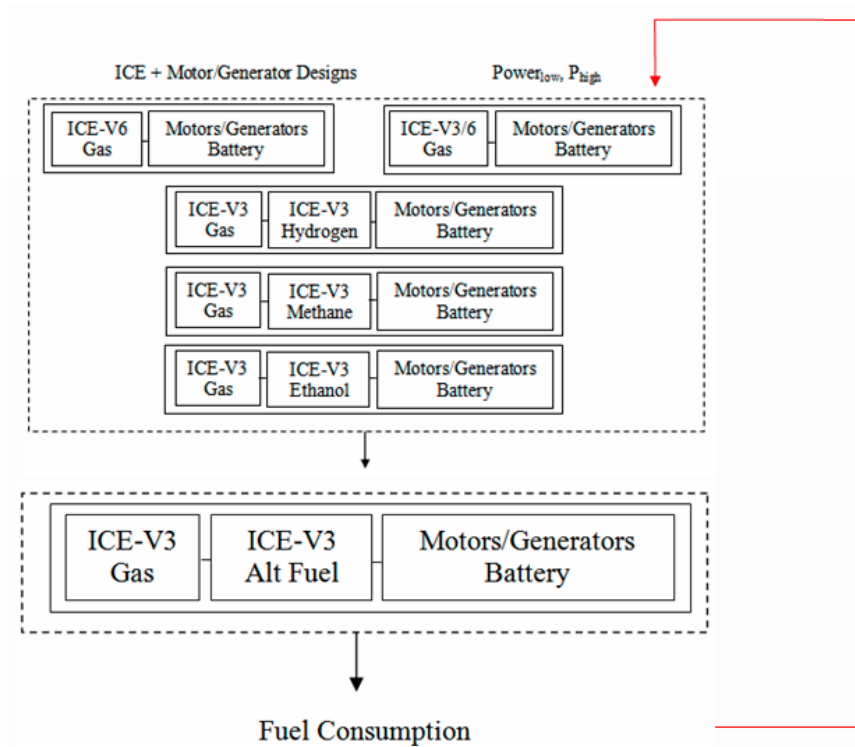 ICE + Motor/Generator Designs
Power_low, P_high
ICE-V6
Gas
Motors/Generators
Battery
ICE-V3/6
Gas
Motors/Generators
Battery
ICE-V3
Gas
ICE-V3
Hydrogen
Motors/Generators
Battery
ICE-V3
Gas
ICE-V3
Methane
Motors/Generators
Battery
ICE-V3
Gas
ICE-V3
Ethanol
Motors/Generators
Battery
ICE-V3
Gas
ICE-V3
Alt Fuel
Motors/Generators
Battery
Fuel Consumption